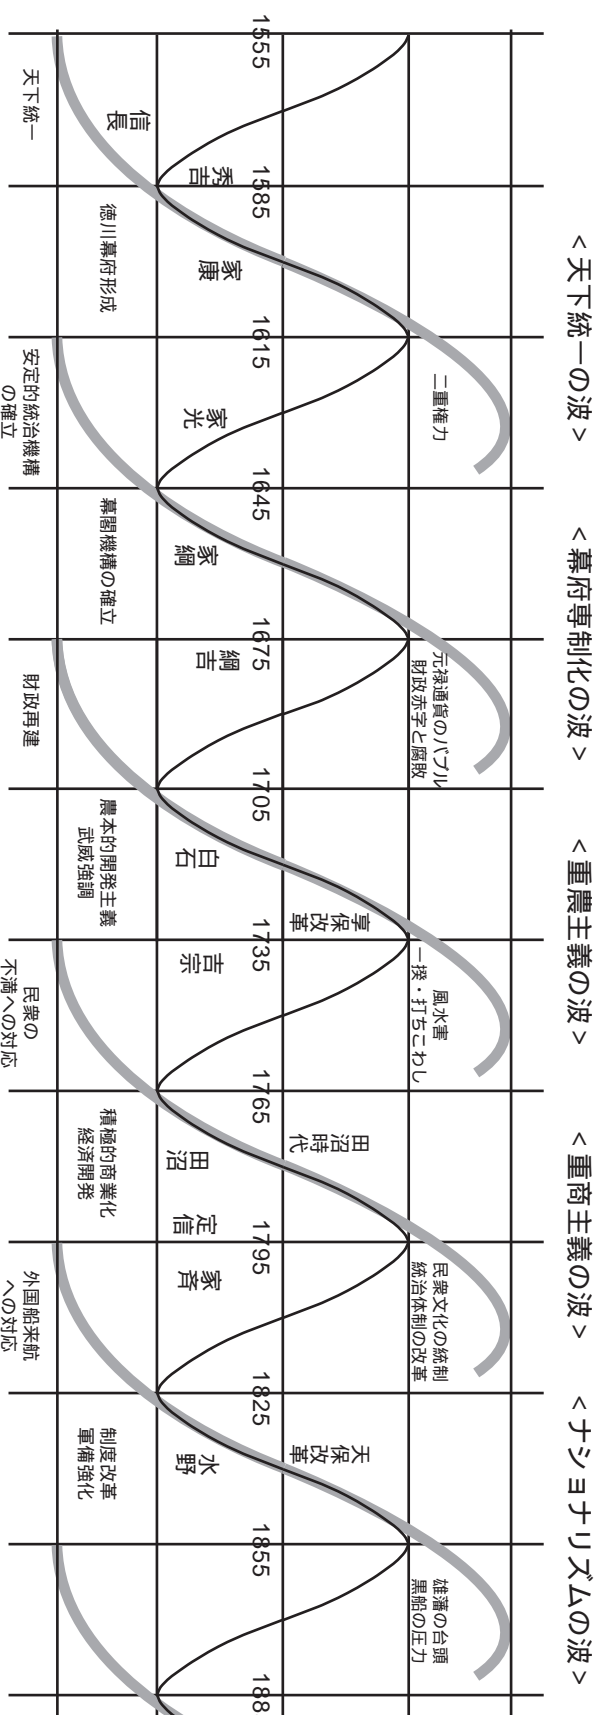 ＜天下統一の波＞
＜幕府専制化の波＞
＜重農主義の波＞
＜重商主義の波＞
＜ナショナリズムの波＞
二重権力
元禄通貨のバブル
財政赤字と腐敗
風水害
一揆・打ちこわし
民衆文化の統制
統治体制の改革
雄藩の台頭
黒船の圧力
享保改革
田沼時代
天保改革
1555
1585
1615
1645
1675
1705
1735
1765
1795
1825
1855
188
信長
秀吉
家康
家光
家綱
綱吉
白石
吉宗
田沼
定信
家斉
水野
徳川幕府形成
幕閣機構の確立
農本的開発主義
武威強調
積極的商業化
経済開発
制度改革
軍備強化
天下統一
安定的統治機構
の確立
財政再建
民衆の
不満への対応
外国船来航
への対応